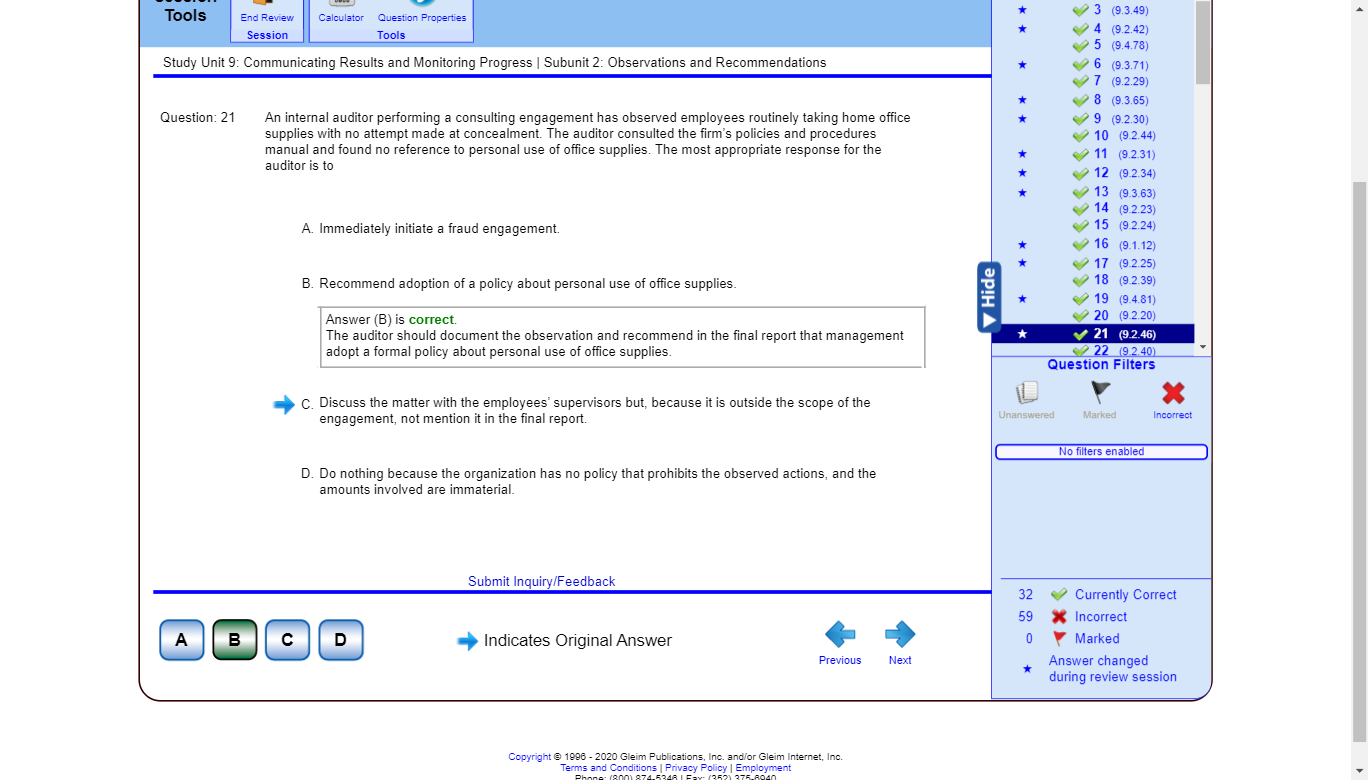 Session
Tools
End Review
Session
Calculator
Question Properties
Tools
Study Unit 9: Communicating Results and Monitoring Progress | Subunit 2: Observations and Recommendations
Question: 21
An internal auditor performing a consulting engagement has observed employees routinely taking home office
supplies with no attempt made at concealment. The auditor consulted the firm's policies and procedures
manual and found no reference to personal use of office supplies. The most appropriate response for the
auditor is to
A. Immediately initiate a fraud engagement.
B. Recommend adoption of a policy about personal use of office supplies.
Answer (B) is correct.
The auditor should document the observation and recommend in the final report that management
adopt a formal policy about personal use of office supplies.
C. Discuss the matter with the employees' supervisors but, because it is outside the scope of the
engagement, not mention it in the final report.
D. Do nothing because the organization has no policy that prohibits the observed actions, and the
amounts involved are immaterial.
Submit Inquiry/Feedback
A B C D
Indicates Original Answer
Previous
Next
★ 3 (9.3.49)
★ 4 (9.2.42)
5 (9.4.78)
★ 6 (9.3.71)
7 (9.2.29)
★ 8 (9.3.65)
★ 9 (9.2.30)
10 (9.2.44)
★ 11 (9.2.31)
★ 12 (9.2.34)
★ 13 (9.3.63)
14 (9.2.23)
15 (9.2.24)
★ 16 (9.1.12)
★ 17 (9.2.25)
18 (9.2.39)
★ 19 (9.4.81)
20 (9.2.20)
★ 21 (9.2.46)
22 (9.2.40)
Hide
Question Filters
Unanswered
Marked
Incorrect
No filters enabled
32 Currently Correct
59 Incorrect
0 Marked
★ Answer changed
during review session
Copyright © 1996 - 2020 Gleim Publications, Inc. and/or Gleim Internet, Inc.
Terms and Conditions | Privacy Policy | Employment
Phone: (800) 874-5346 | Fax: (352) 375-6940